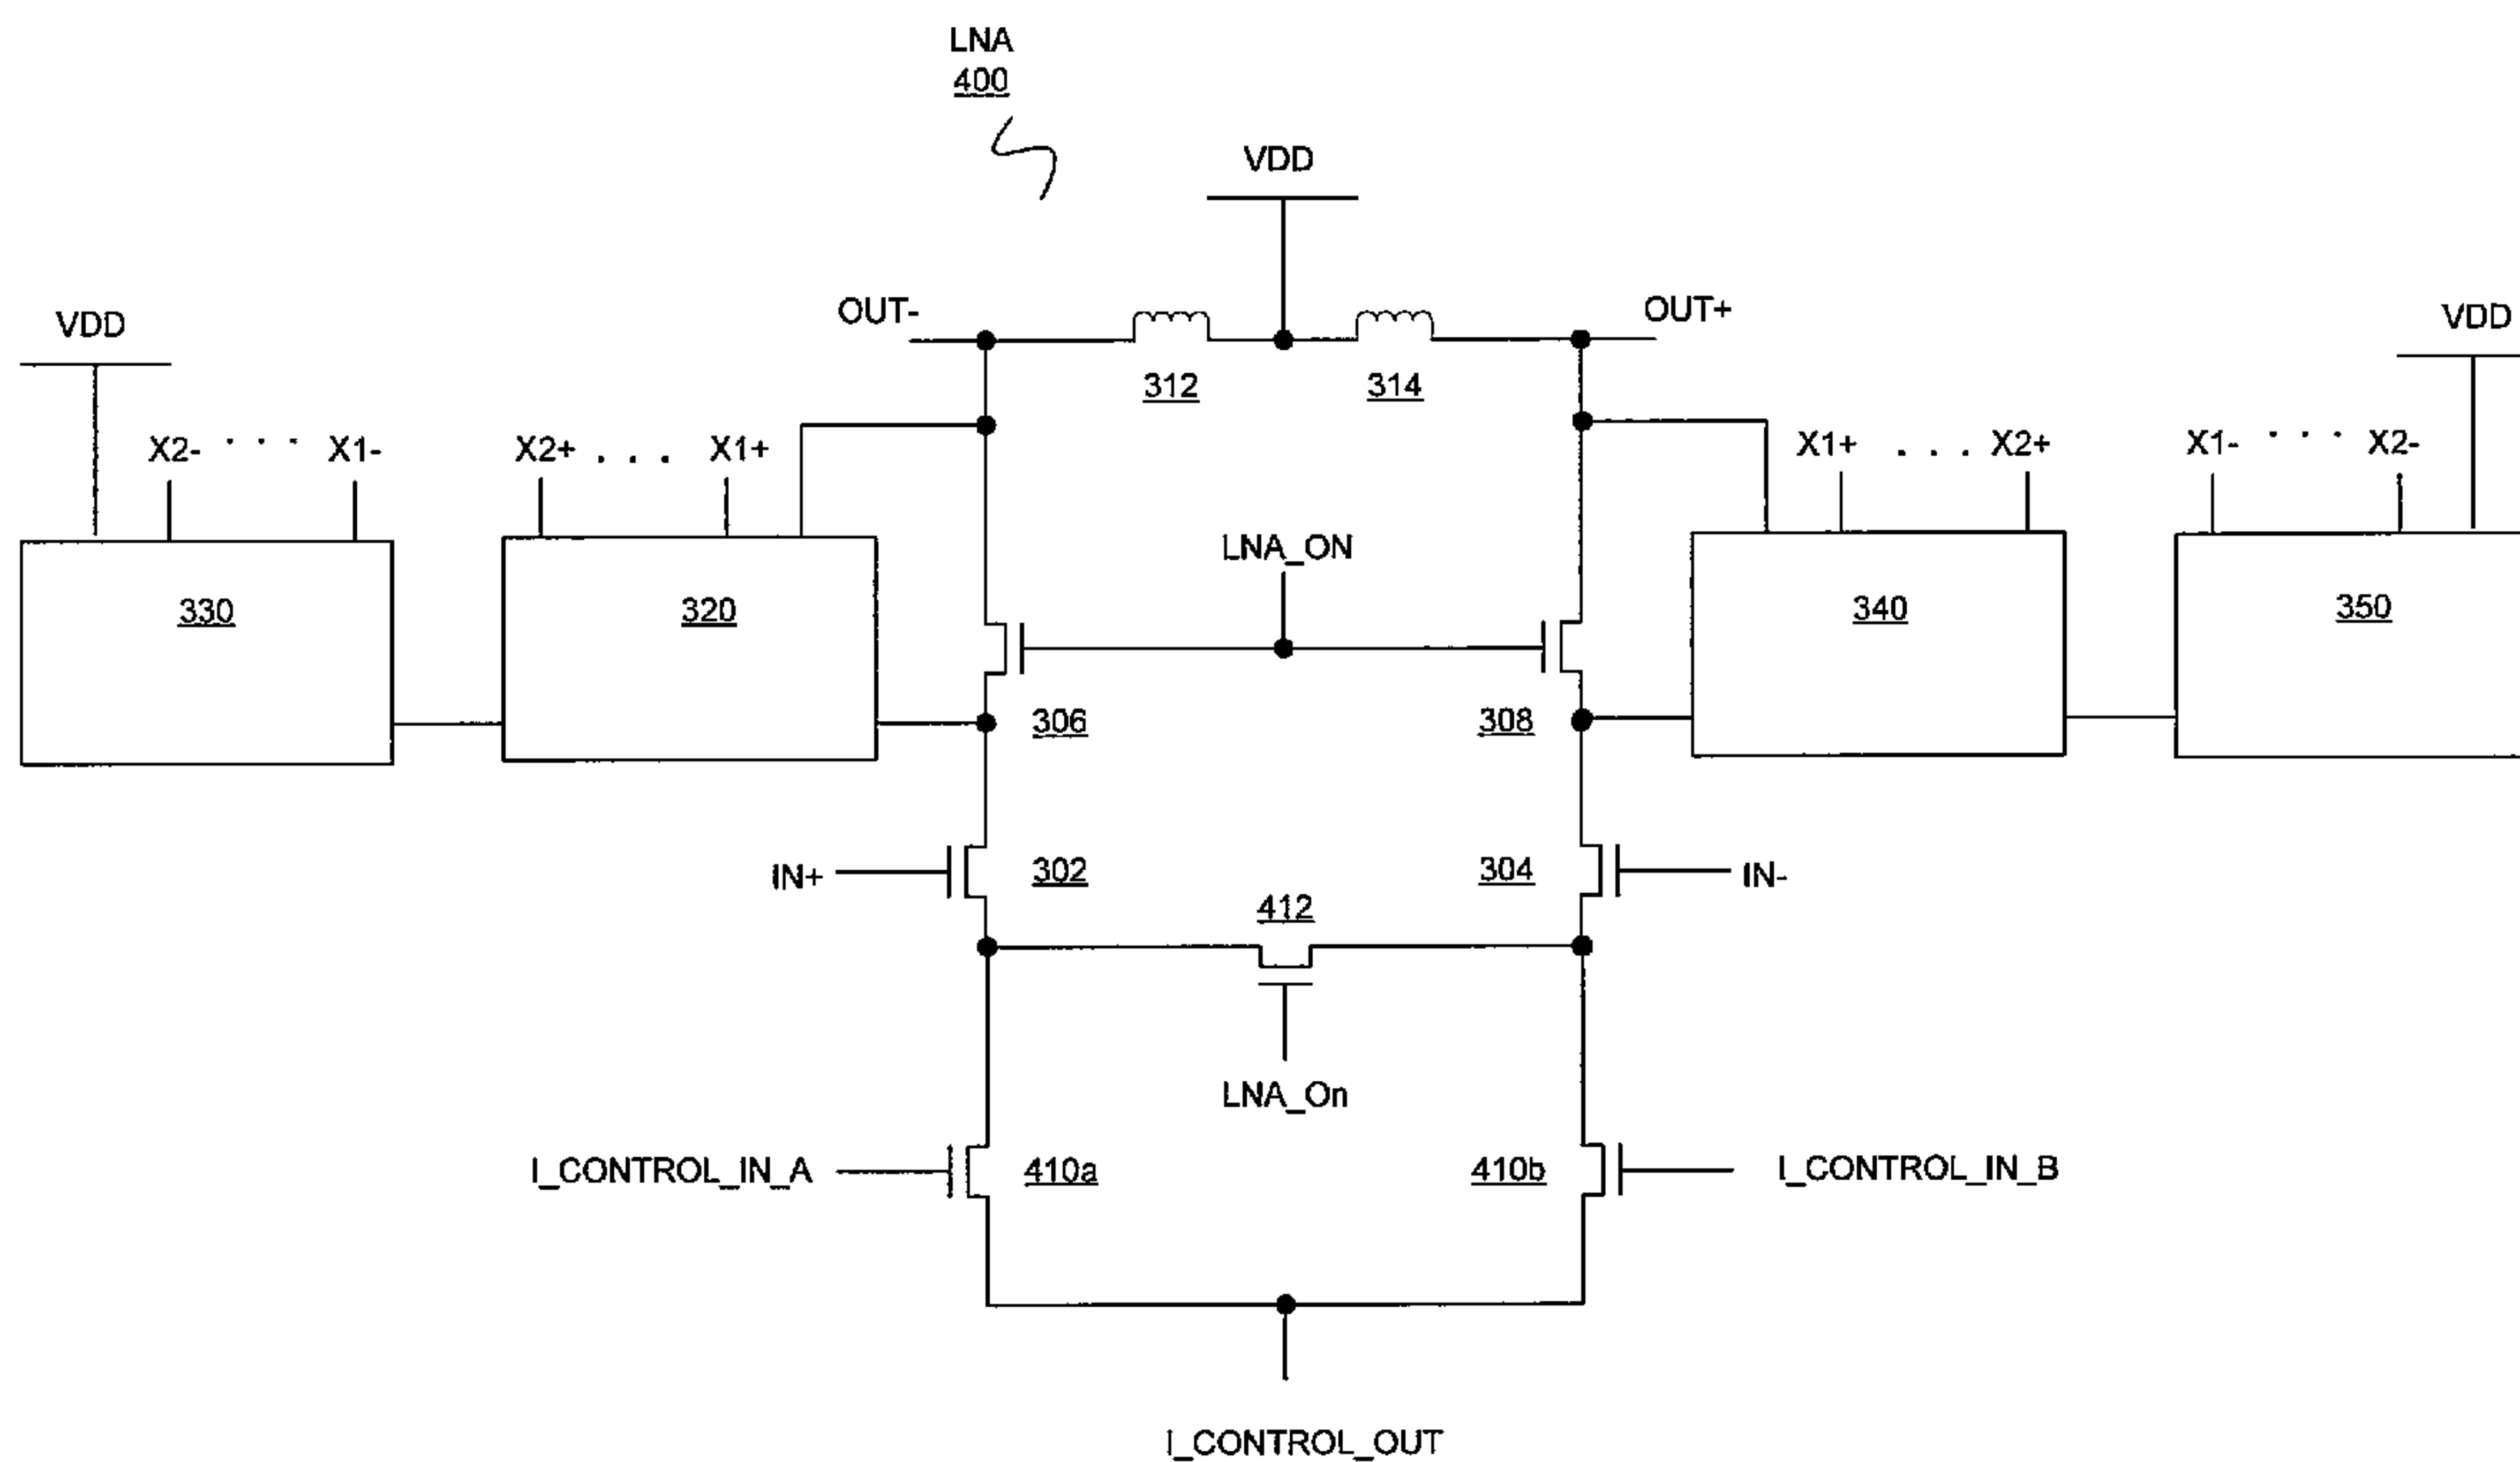 LNA
400
VDD
OUT-
OUT+
VDD
VDD
312
314
X2- . . . X1-
X2+ . . . X1+
X1+ . . . X2+
X1- . . . X2-
LNA_ON
330
320
340
350
306
308
IN+
302
304
IN-
412
LNA_On
I_CONTROL_IN_A
410a
410b
I_CONTROL_IN_B
I_CONTROL_OUT